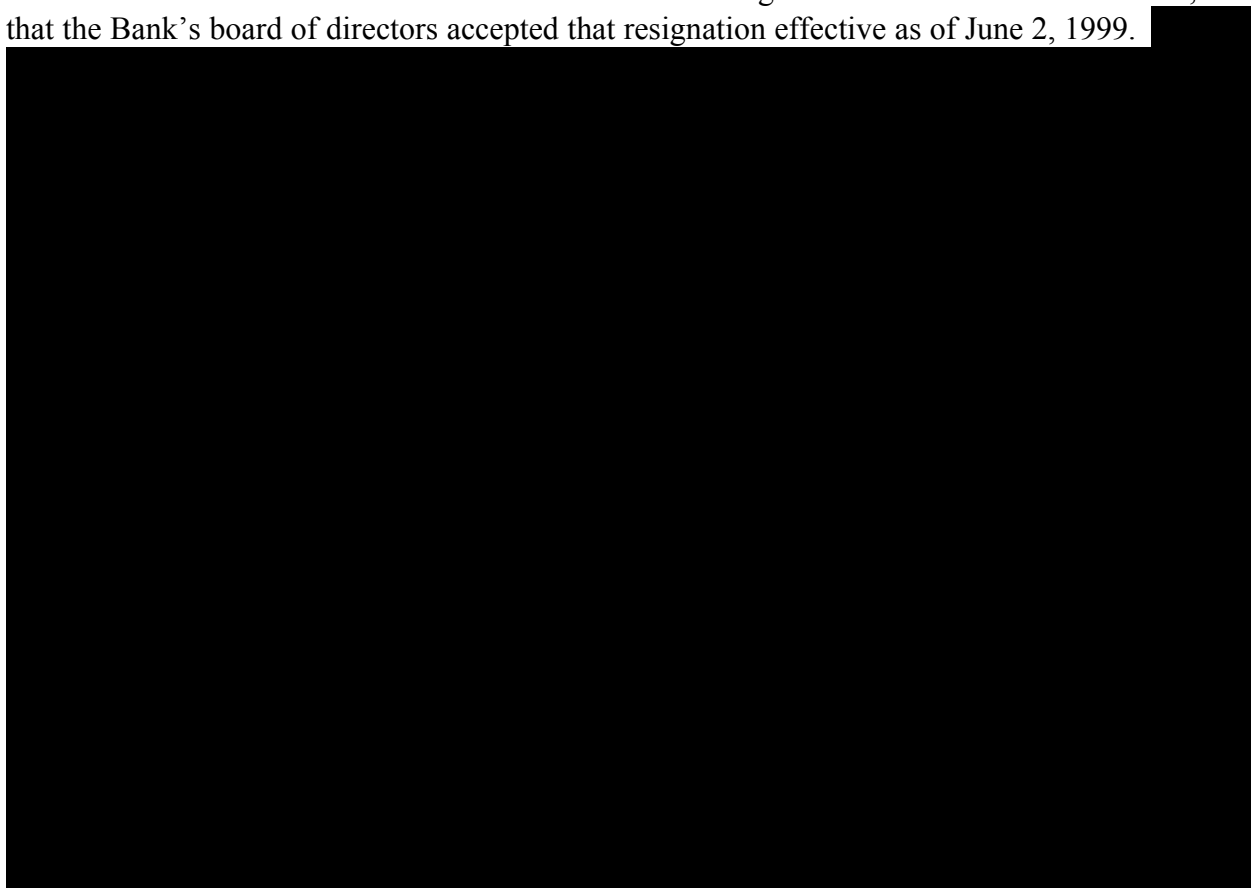 that the Bank’s board of directors accepted that resignation effective as of June 2, 1999.